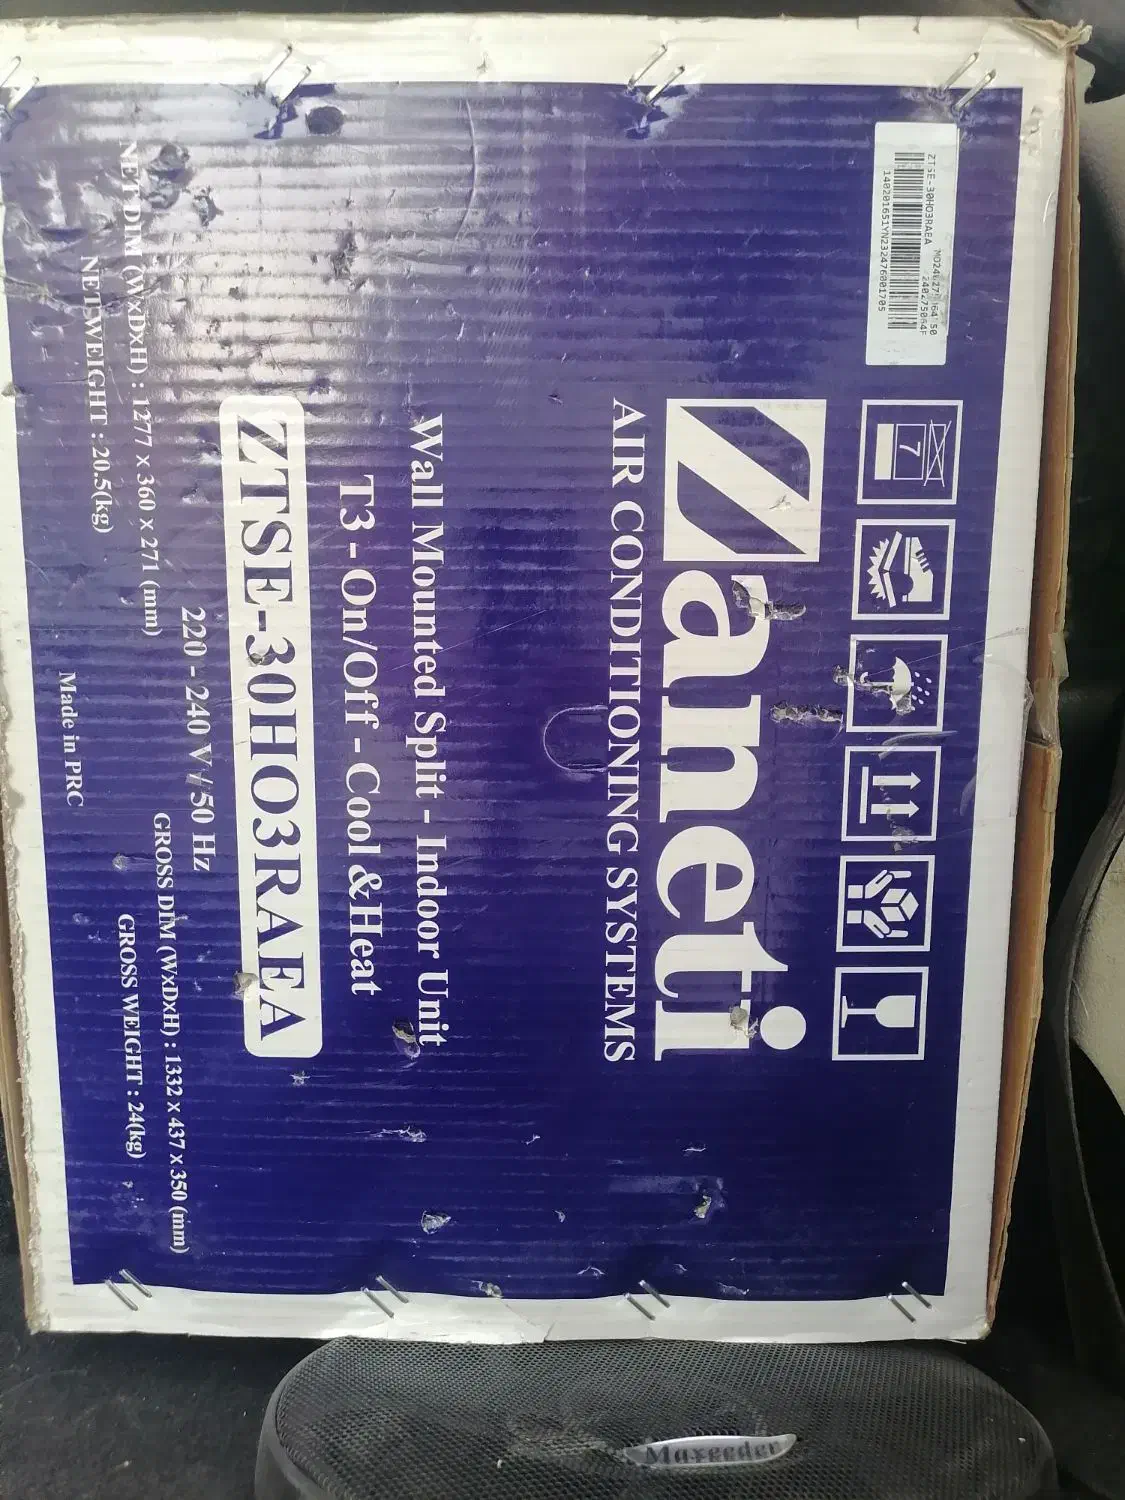 ZTSE-30HO3RAEA
140201651YN232476001705
7
Zaneti
AIR CONDITIONING SYSTEMS
Wall Mounted Split - Indoor Unit
T3 - On/Off - Cool & Heat
ZTSE-30HO3RAEA
220 - 240 V / 50 Hz
NET DIM (WxDxH) : 1277 x 360 x 271 (mm)
NET WEIGHT : 20.5(kg)
GROSS DIM (WxDxH) : 1332 x 437 x 350 (mm)
GROSS WEIGHT : 24(kg)
Made in PRC
Maxeeder